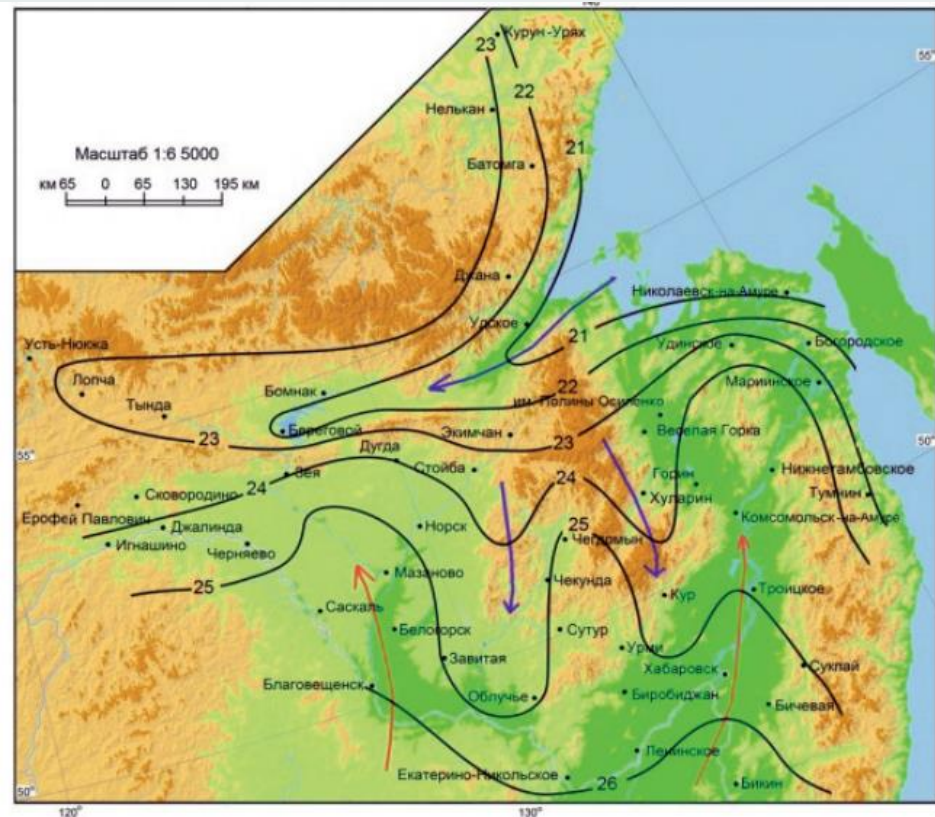 140°
Курун-Урях
23
55°
22
Нелькан
Масштаб 1:6 5000
21
Батомга
км 65 0 65 130 195 км
Джана
Николаевск-на-Амуре
Удское
21
Усть-Нюкжа
Удинское
Богородское
Лопча
Бомнак
22
Мариинское
Тында
им. Полины Осипенко
Береговой
Экимчан
23
Веселая Горка
23
50°
55°
Дугда
Зея
Стойба
24
Горин
Нижнетамбовское
Сковородино
24
Хуларин
Тумнин
Ерофей Павлович
Комсомольск-на-Амуре
Джалинда
Норск
25
Игнашино
Черняево
Чегдомын
Мазаново
Чекунда
25
Троицкое
Кур
Саскаль
Белогорск
Сутур
Урми
Завитая
Хабаровск
Суклай
Благовещенск
Облучье
Биробиджан
Бичевая
Ленинское
Екатерино-Никольское
26
Бикин
50°
120°
130°